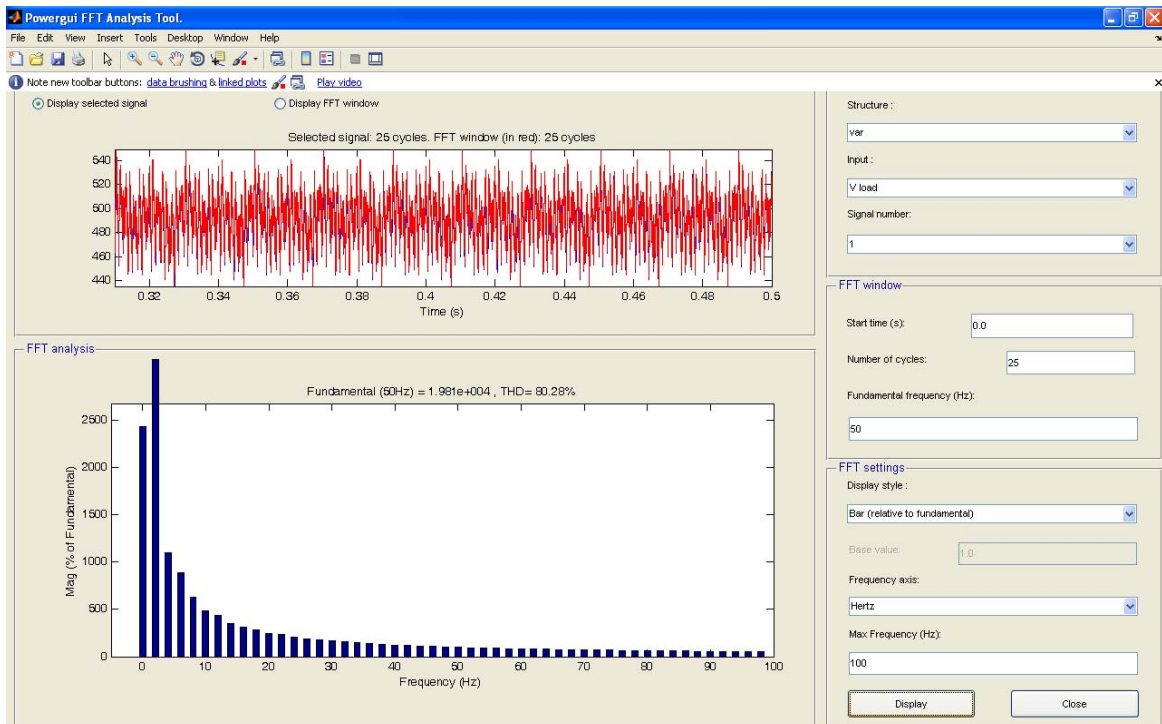 Powergui FFT Analysis Tool.
File Edit View Insert Tools Desktop Window Help
Note new toolbar buttons: data brushing & linked plots Play video
Display selected signal Display FFT window
Selected signal: 25 cycles. FFT window (in red): 25 cycles
540
520
500
480
460
440
0.32 0.34 0.36 0.38 0.4 0.42 0.44 0.46 0.48 0.5
Time (s)
FFT analysis
Fundamental (50Hz) = 1.981e+004 , THD= 80.28%
Mag (% of Fundamental)
2500
2000
1500
1000
500
0
0 10 20 30 40 50 60 70 80 90 100
Frequency (Hz)
Structure :
var
Input :
V load
Signal number:
1
FFT window
Start time (s): 0.0
Number of cycles: 25
Fundamental frequency (Hz):
50
FFT settings
Display style :
Bar (relative to fundamental)
Base value: 1.0
Frequency axis:
Hertz
Max Frequency (Hz):
100
Display Close